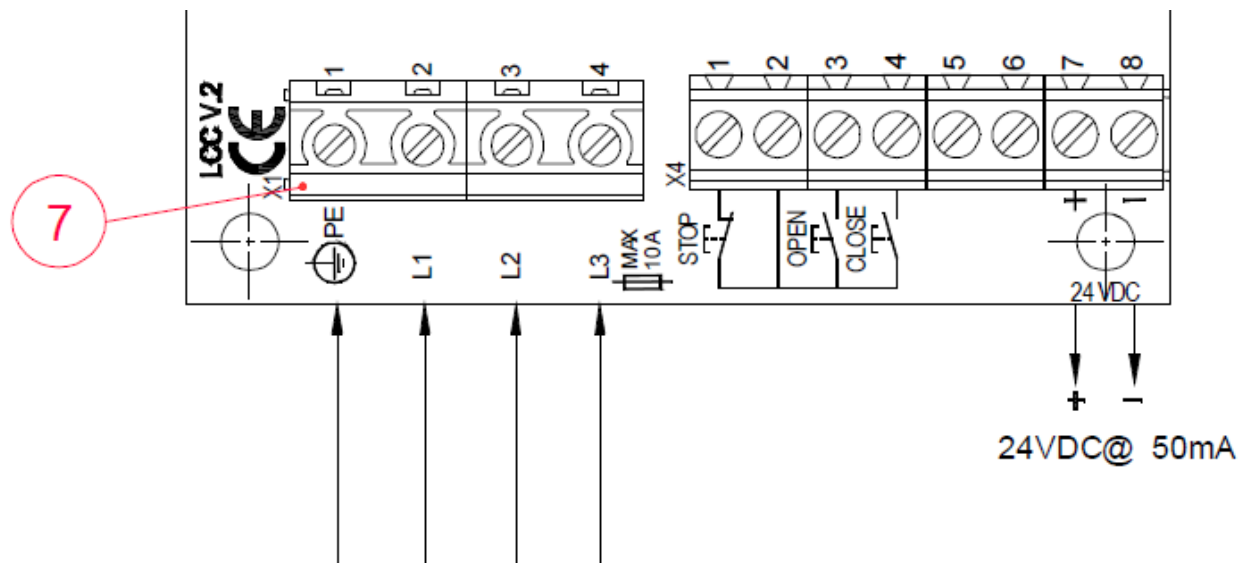 LCC V.2
CE
X1
1 2 3 4
X4
1 2 3 4 5 6 7 8
7
PE
L1
L2
L3
MAX
10A
STOP
OPEN
CLOSE
+ -
24 VDC
+ -
24VDC@ 50mA